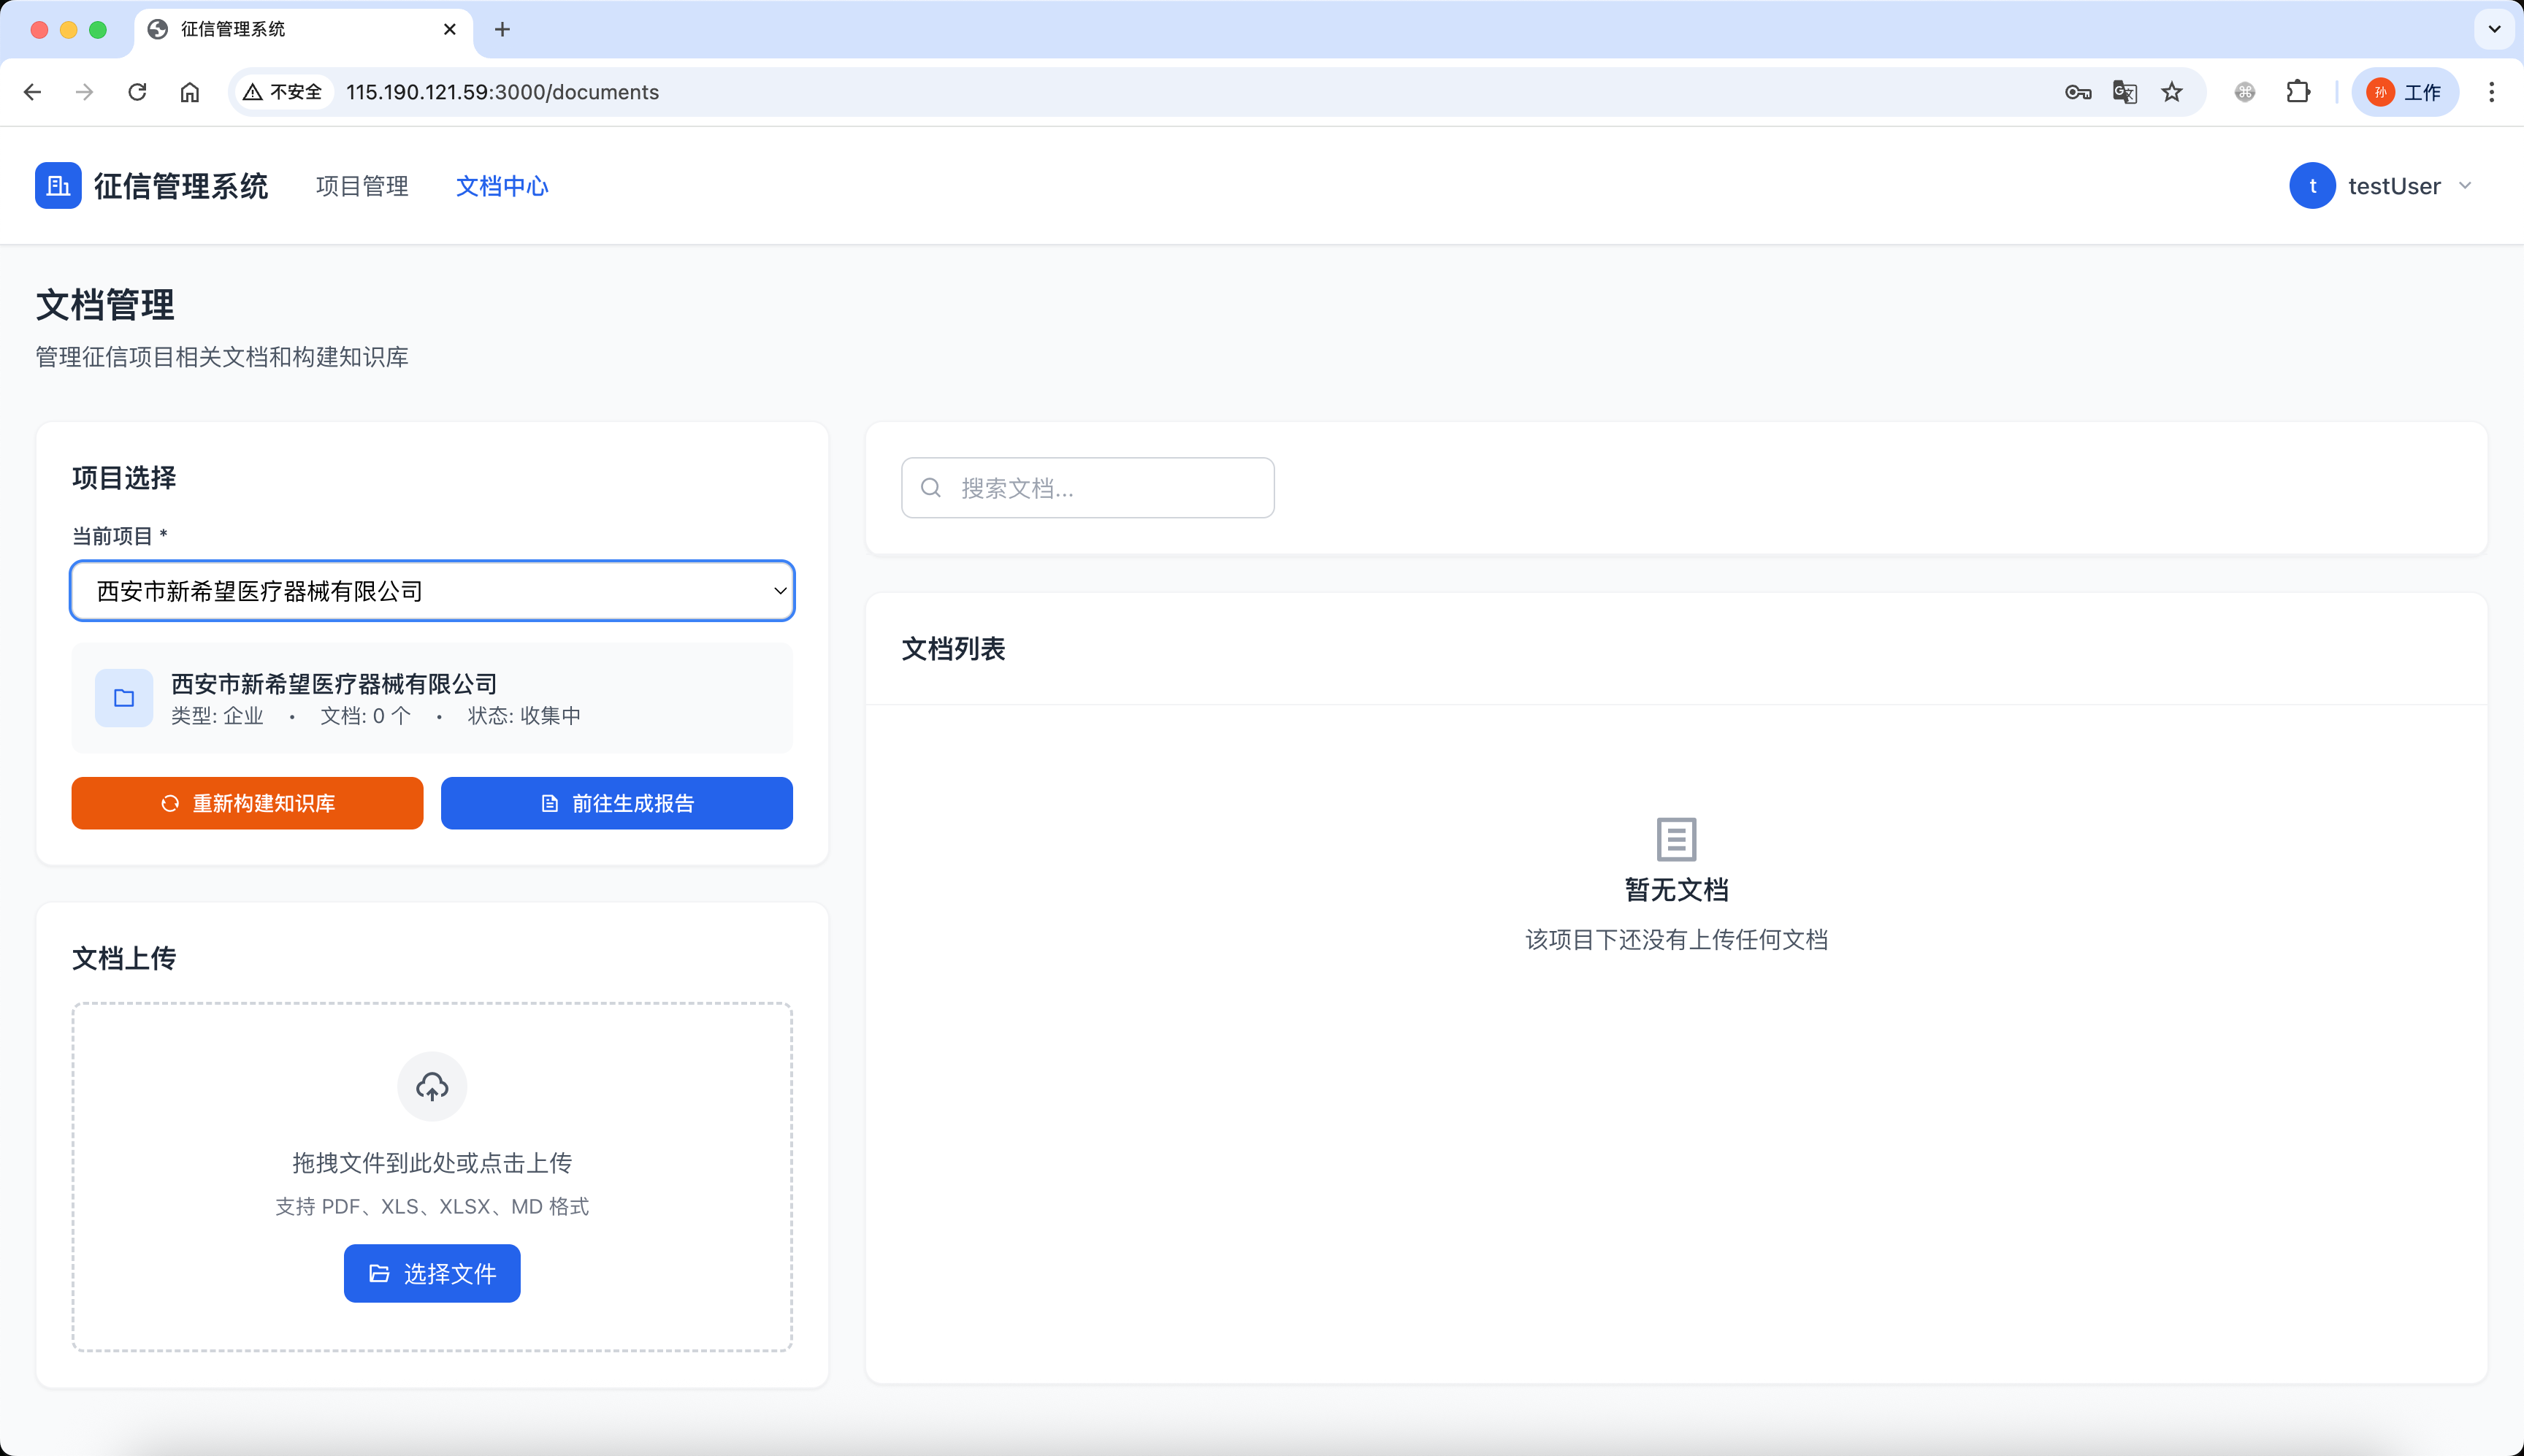 征信管理系统
不安全 115.190.121.59:3000/documents
孙 工作
征信管理系统 项目管理 文档中心
t testUser
文档管理
管理征信项目相关文档和构建知识库
项目选择
当前项目 *
西安市新希望医疗器械有限公司
西安市新希望医疗器械有限公司
类型: 企业 • 文档: 0 个 • 状态: 收集中
重新构建知识库 前往生成报告
文档上传
拖拽文件到此处或点击上传
支持 PDF、XLS、XLSX、MD 格式
选择文件
搜索文档...
文档列表
暂无文档
该项目下还没有上传任何文档